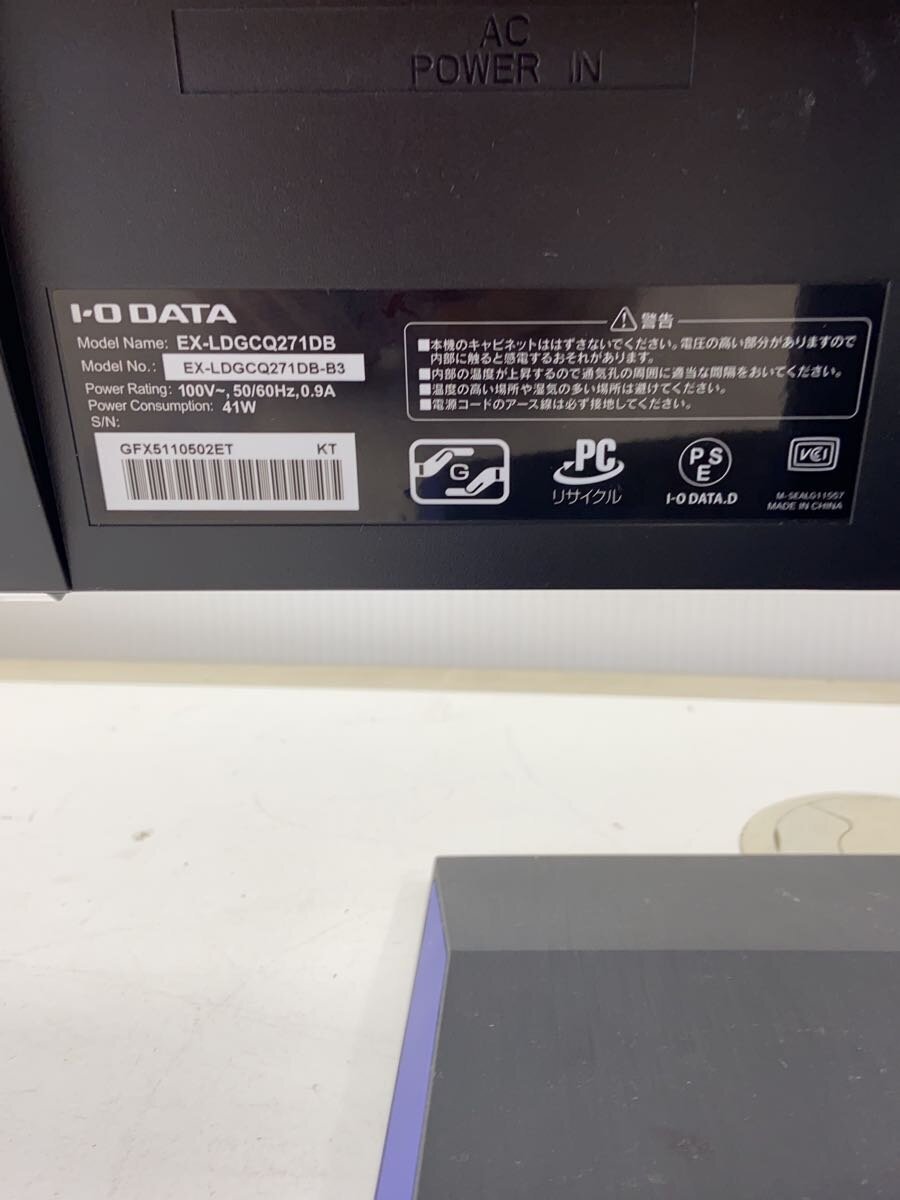 AC
POWER IN
I-O DATA
Model Name: EX-LDGCQ271DB
Model No.: EX-LDGCQ271DB-B3
Power Rating: 100V~, 50/60Hz, 0.9A
Power Consumption: 41W
S/N:
GFX5110502ET KT
⚠警告
■本機のキャビネットははずさないでください。電圧の高い部分がありますので
内部に触ると感電するおそれがあります。
■内部の温度が上昇するので通気孔の周囲に適当な間隔をおいてください。
■温度の高い場所や湿気の多い場所は避けてください。
■電源コードのアース線は必ず接地してください。
G
PC
リサイクル
PSE
I-O DATA.D
VCI
M-SEALG11557
MADE IN CHINA